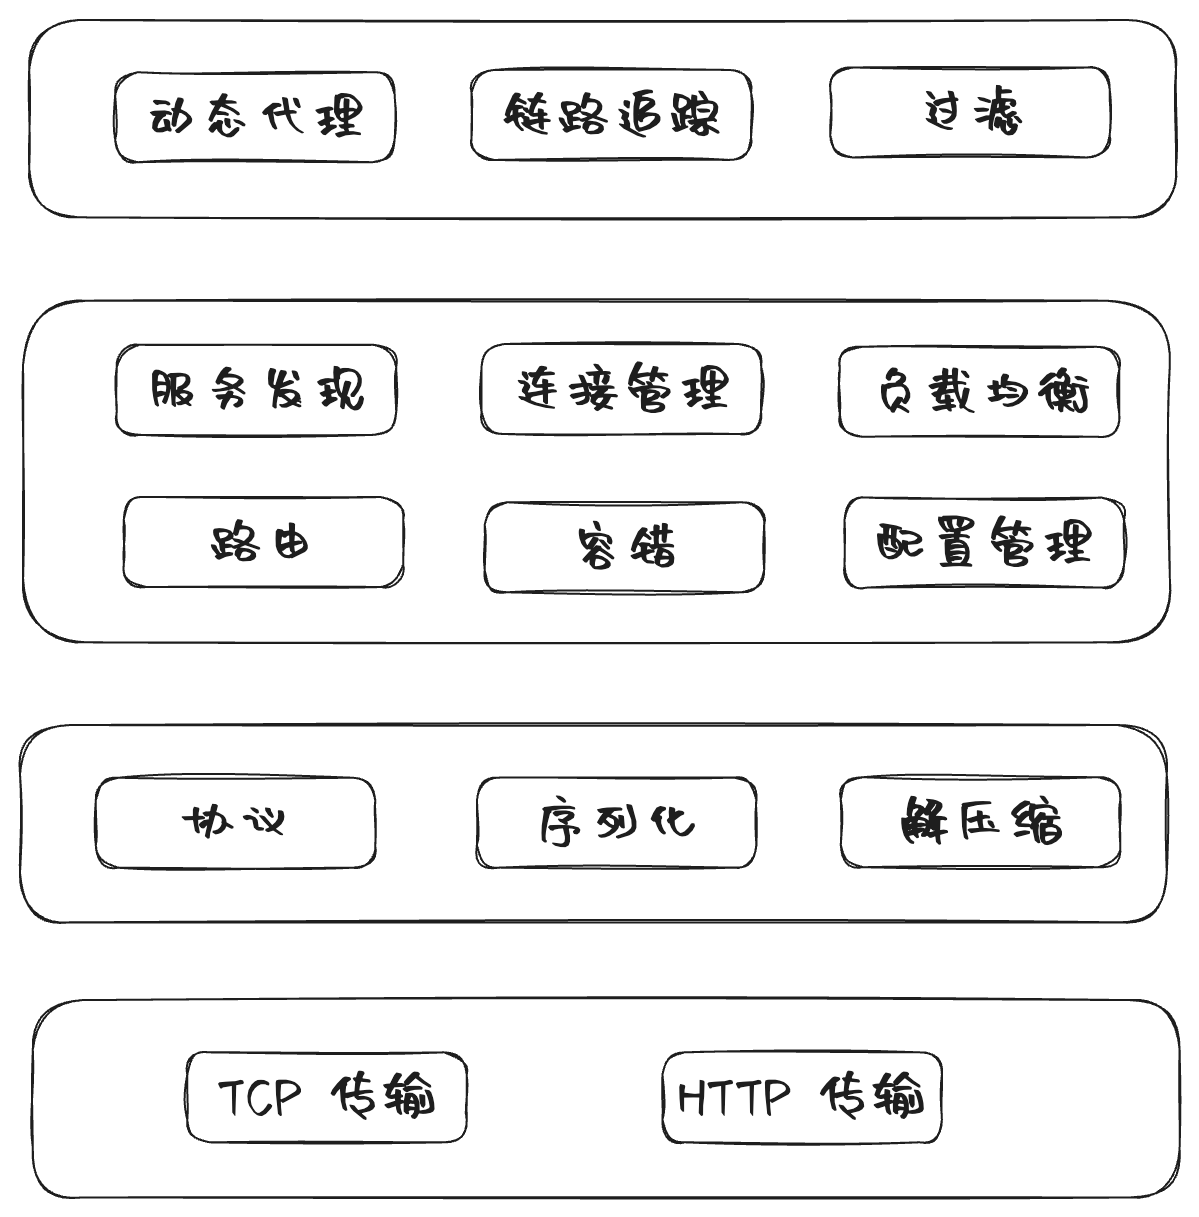 动态代理
链路追踪
过滤
服务发现
连接管理
负载均衡
路由
容错
配置管理
协议
序列化
解压缩
TCP 传输
HTTP 传输